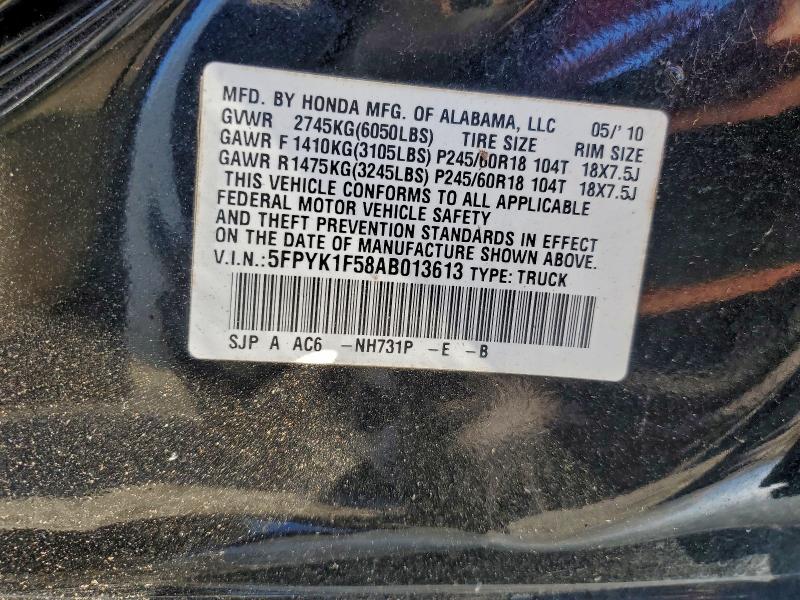 MFD. BY HONDA MFG. OF ALABAMA, LLC 05/'10
GVWR 2745KG(6050LBS) TIRE SIZE RIM SIZE
GAWR F 1410KG(3105LBS) P245/60R18 104T 18X7.5J
GAWR R1475KG(3245LBS) P245/60R18 104T 18X7.5J
THIS VEHICLE CONFORMS TO ALL APPLICABLE
FEDERAL MOTOR VEHICLE SAFETY
AND THEFT PREVENTION STANDARDS IN EFFECT
ON THE DATE OF MANUFACTURE SHOWN ABOVE.
V.I.N.:5FPYK1F58AB013613 TYPE: TRUCK
SJP A AC6 -NH731P -E -B